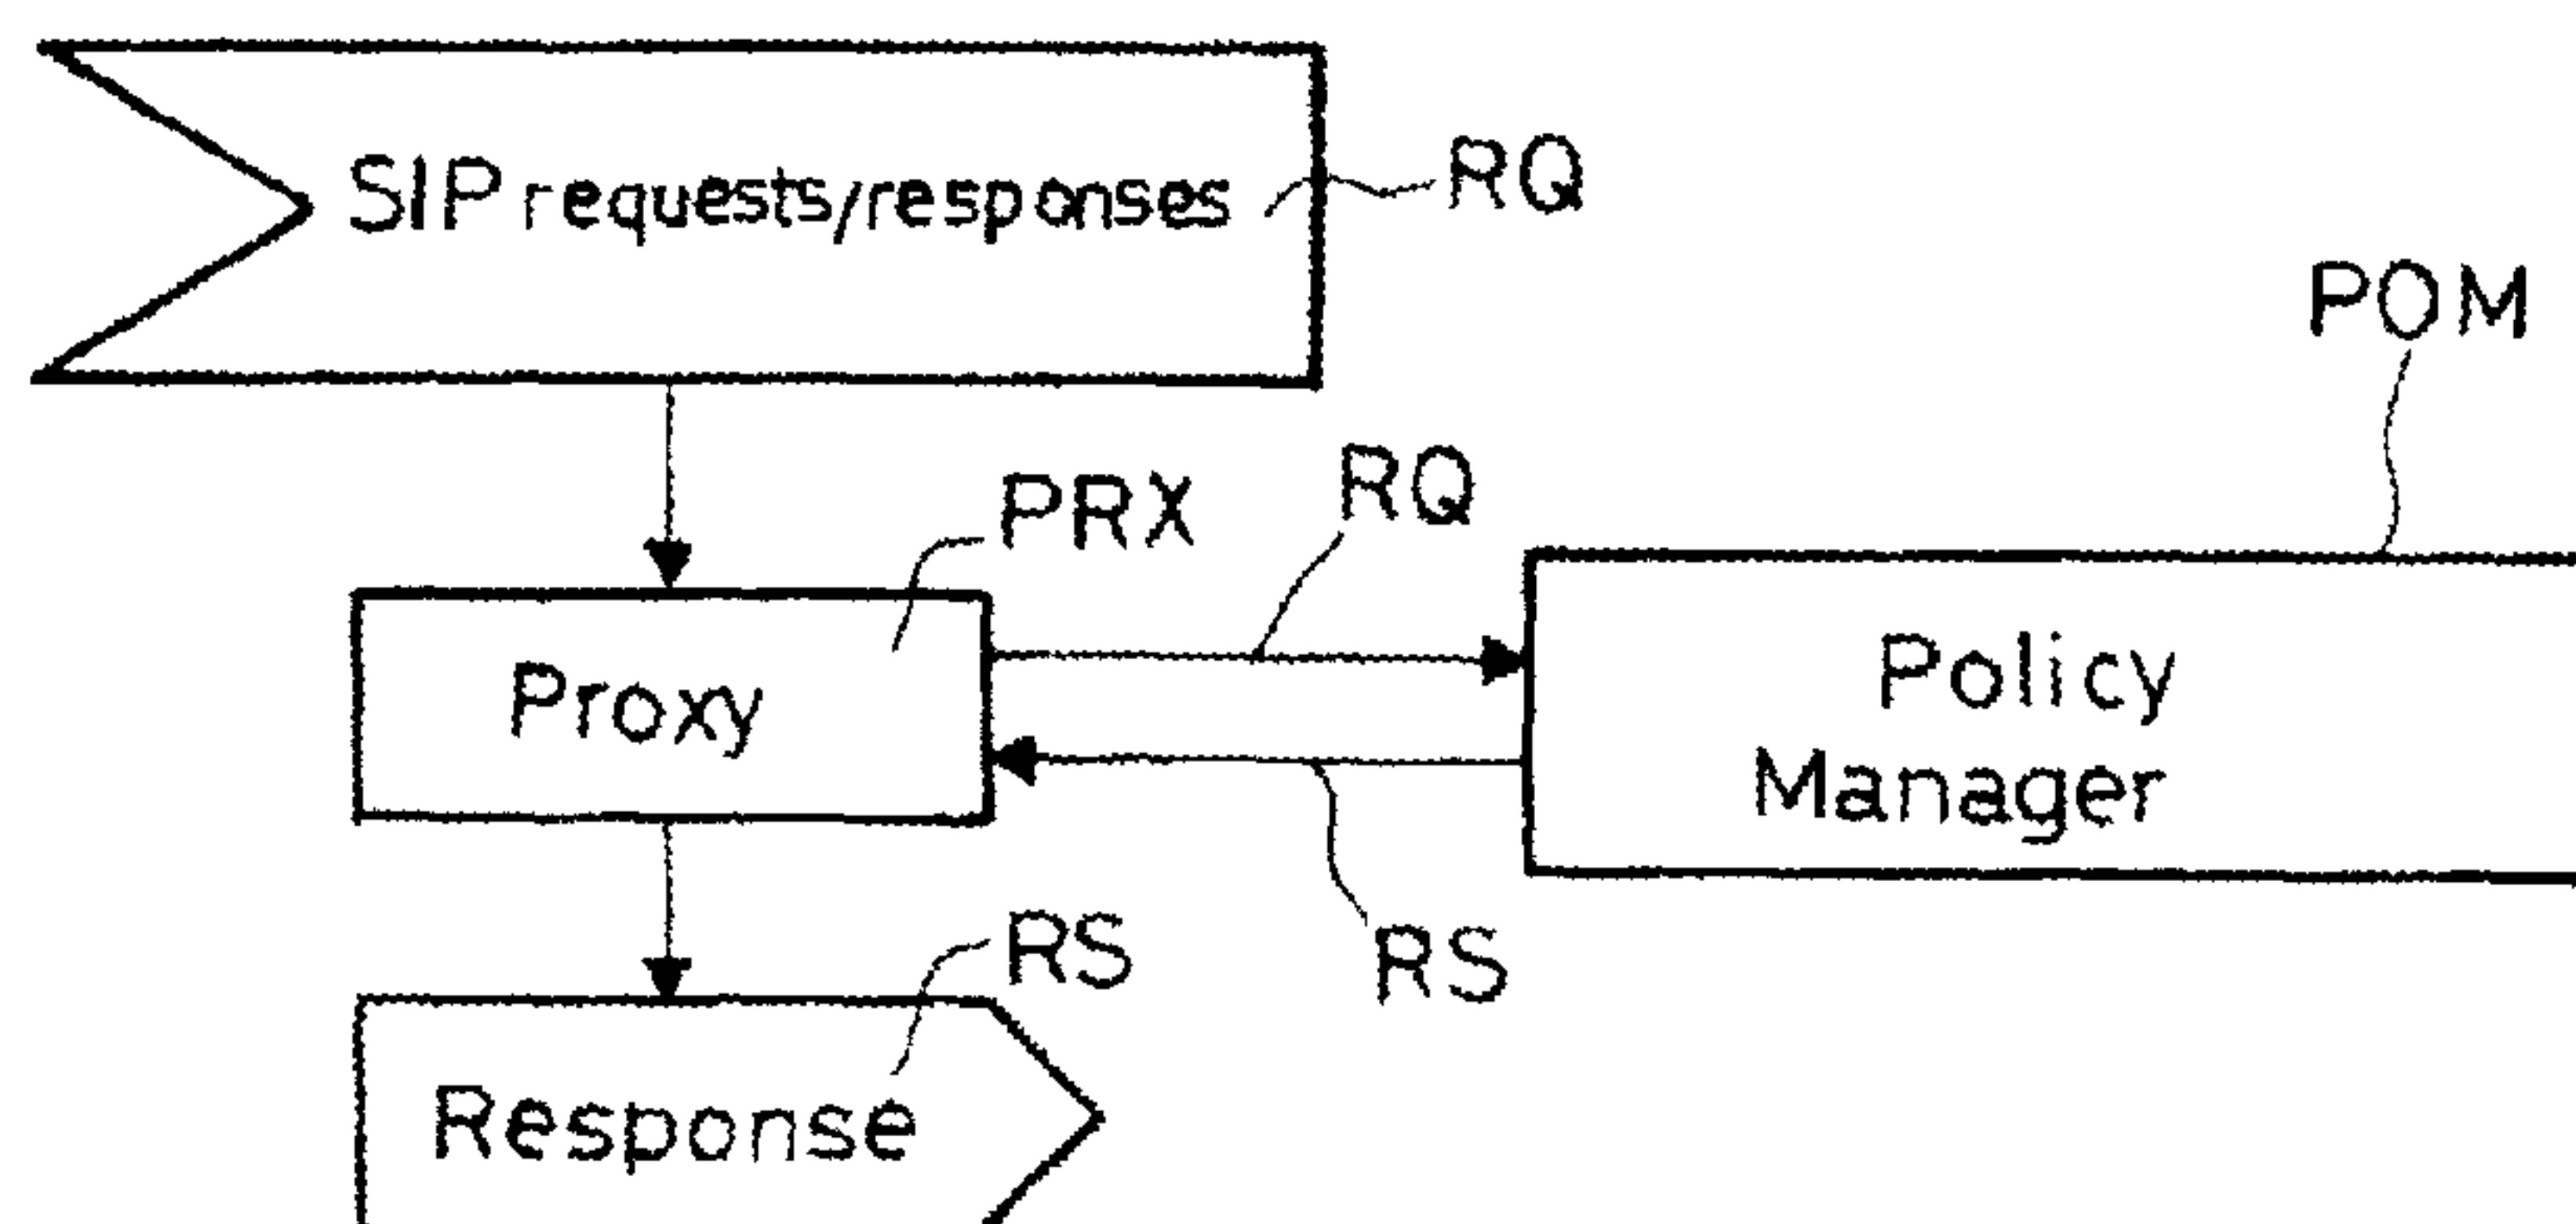 SIP requests/responses
RQ
POM
PRX
RQ
Proxy
Policy
Manager
RS
RS
Response